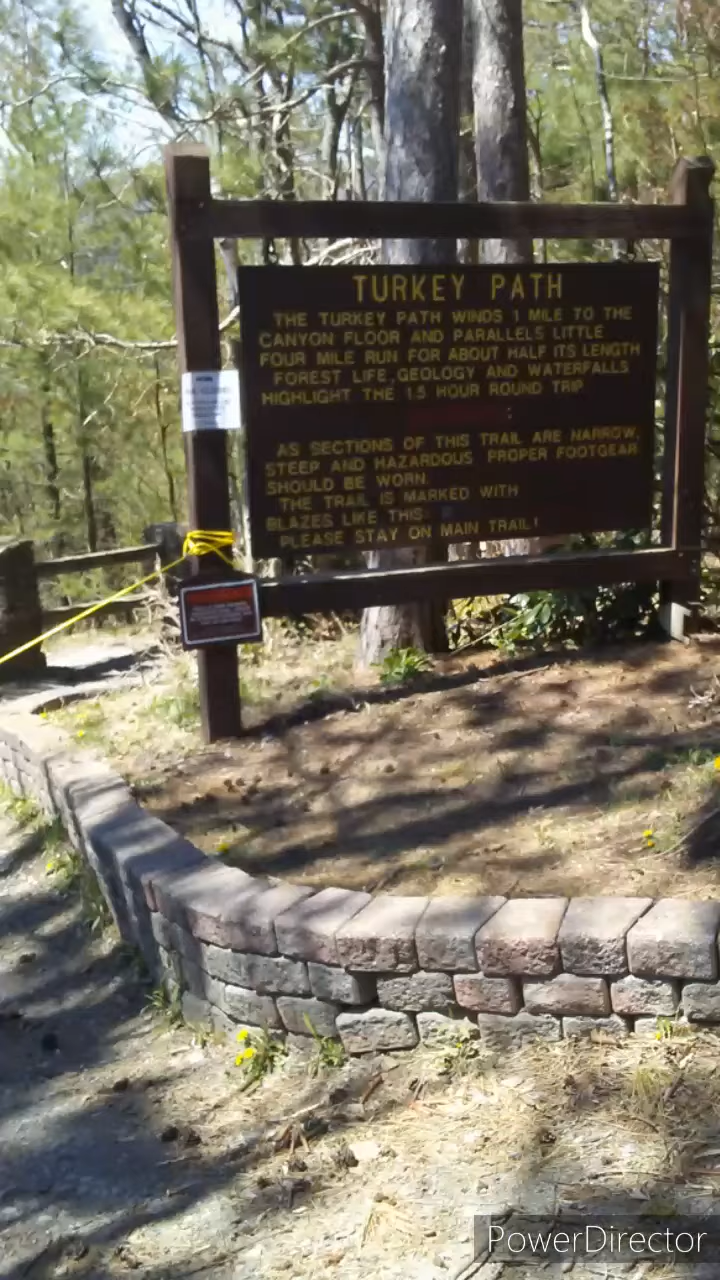 TURKEY PATH
THE TURKEY PATH WINDS 1 MILE TO THE
CANYON FLOOR AND PARALLELS LITTLE
FOUR MILE RUN FOR ABOUT HALF ITS LENGTH
FOREST LIFE, GEOLOGY AND WATERFALLS
HIGHLIGHT THE 1.5 HOUR ROUND TRIP
AS SECTIONS OF THIS TRAIL ARE NARROW,
STEEP AND HAZARDOUS PROPER FOOTGEAR
SHOULD BE WORN.
THE TRAIL IS MARKED WITH
BLAZES LIKE THIS:
PLEASE STAY ON MAIN TRAIL!
PowerDirector